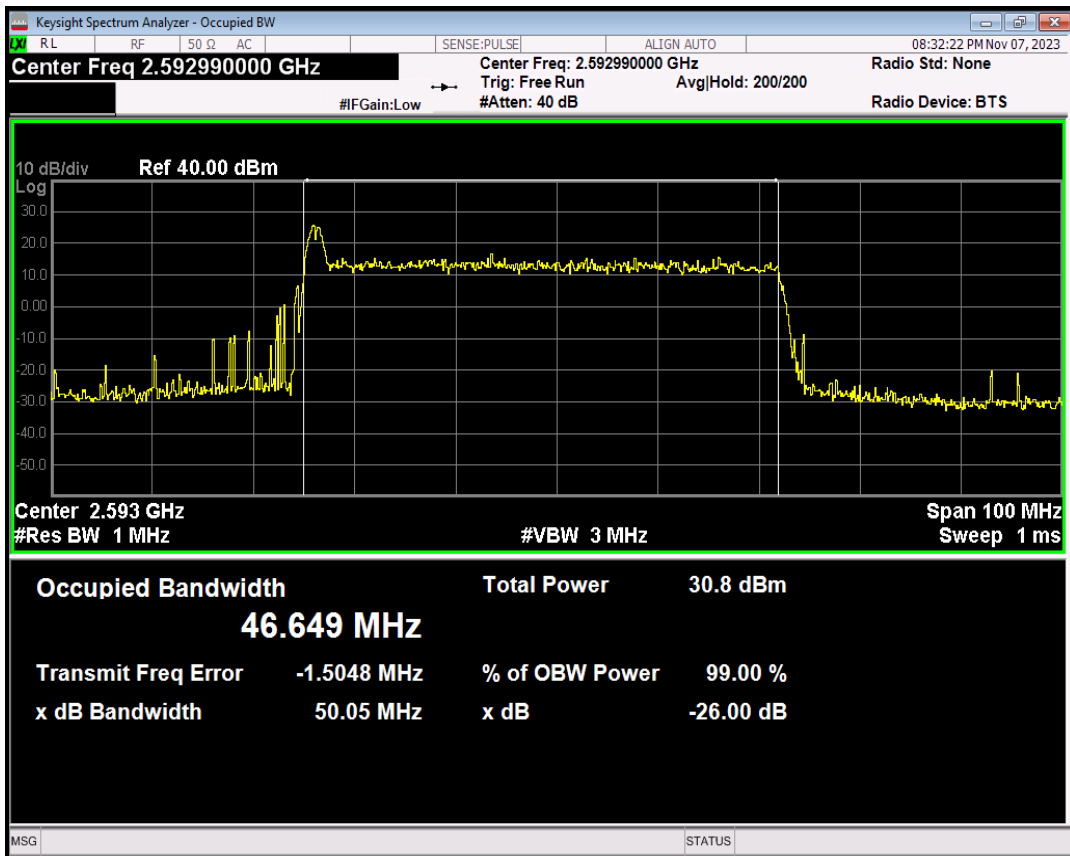 Keysight Spectrum Analyzer - Occupied BW
LXI RL RF 50 Ω AC SENSE:PULSE ALIGN AUTO 08:32:22 PM Nov 07, 2023
Center Freq 2.592990000 GHz Center Freq: 2.592990000 GHz Radio Std: None
Trig: Free Run Avg|Hold: 200/200
#IFGain:Low #Atten: 40 dB Radio Device: BTS
10 dB/div Ref 40.00 dBm
Log
30.0
20.0
10.0
0.00
-10.0
-20.0
-30.0
-40.0
-50.0
Center 2.593 GHz Span 100 MHz
#Res BW 1 MHz #VBW 3 MHz Sweep 1 ms
Occupied Bandwidth Total Power 30.8 dBm
46.649 MHz
Transmit Freq Error -1.5048 MHz % of OBW Power 99.00 %
x dB Bandwidth 50.05 MHz x dB -26.00 dB
MSG STATUS